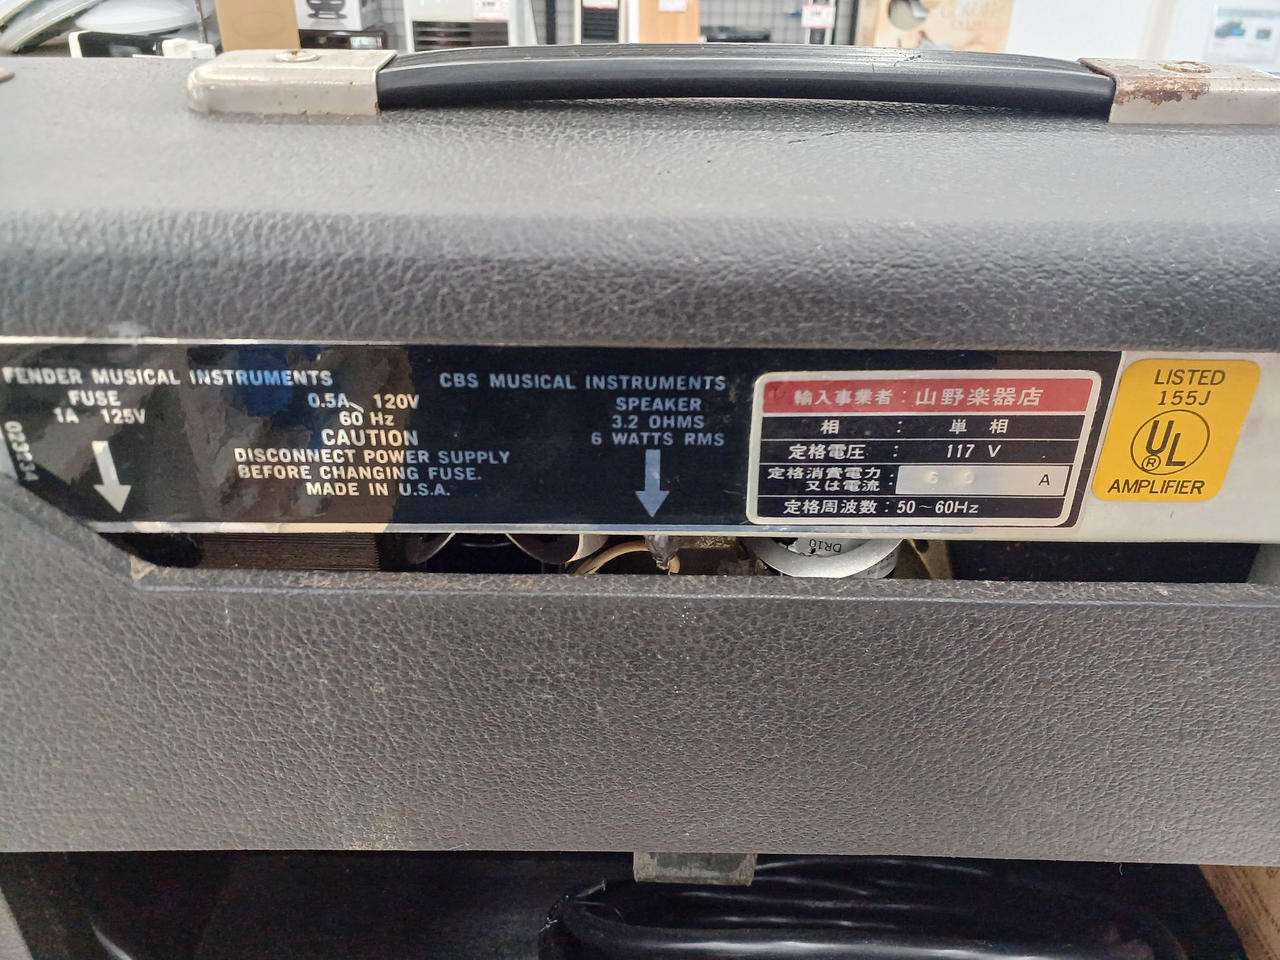 FENDER MUSICAL INSTRUMENTS
FUSE
1A 125V
0.5A 120V
60 Hz
CAUTION
DISCONNECT POWER SUPPLY
BEFORE CHANGING FUSE.
MADE IN U.S.A.
CBS MUSICAL INSTRUMENTS
SPEAKER
3.2 OHMS
6 WATTS RMS
輸入事業者:山野楽器店
相 : 単相
定格電圧: 117 V
定格消費電力
又は電流: 60 A
定格周波数:50~60Hz
LISTED
155J
UL
®
AMPLIFIER
DR10